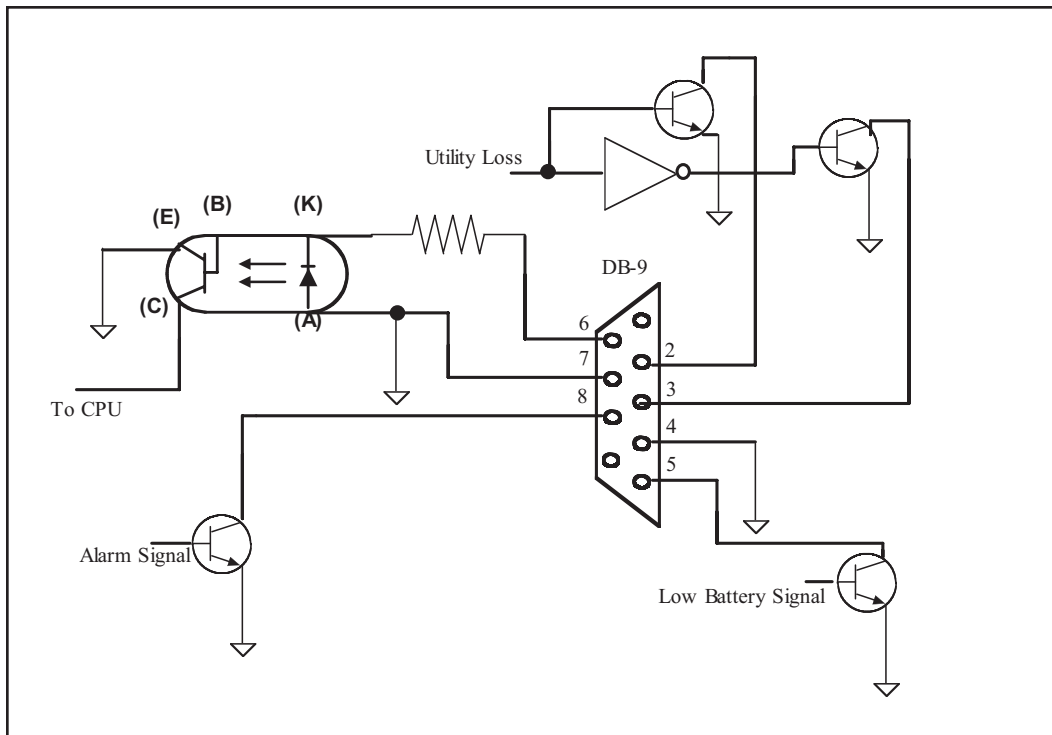 Utility Loss
(B)
(K)
(E)
DB-9
(C)
(A)
6
2
7
3
8
To CPU
4
5
Alarm Signal
Low Battery Signal